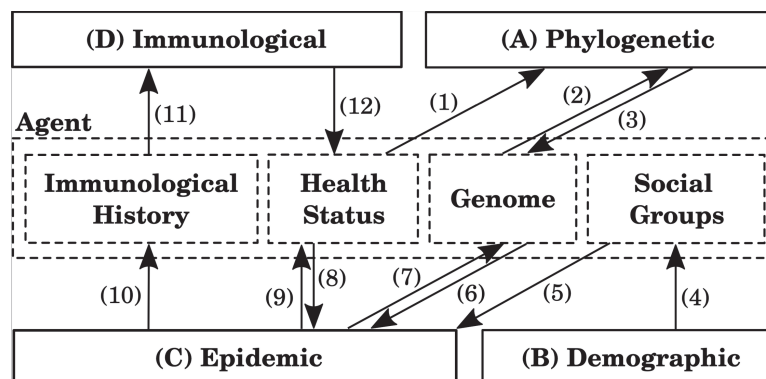 (D) Immunological
(A) Phylogenetic
(11)
(12)
(1)
(2)
(3)
Agent
Immunological
History
Health
Status
Genome
Social
Groups
(10)
(9)
(8)
(7)
(6)
(5)
(4)
(C) Epidemic
(B) Demographic